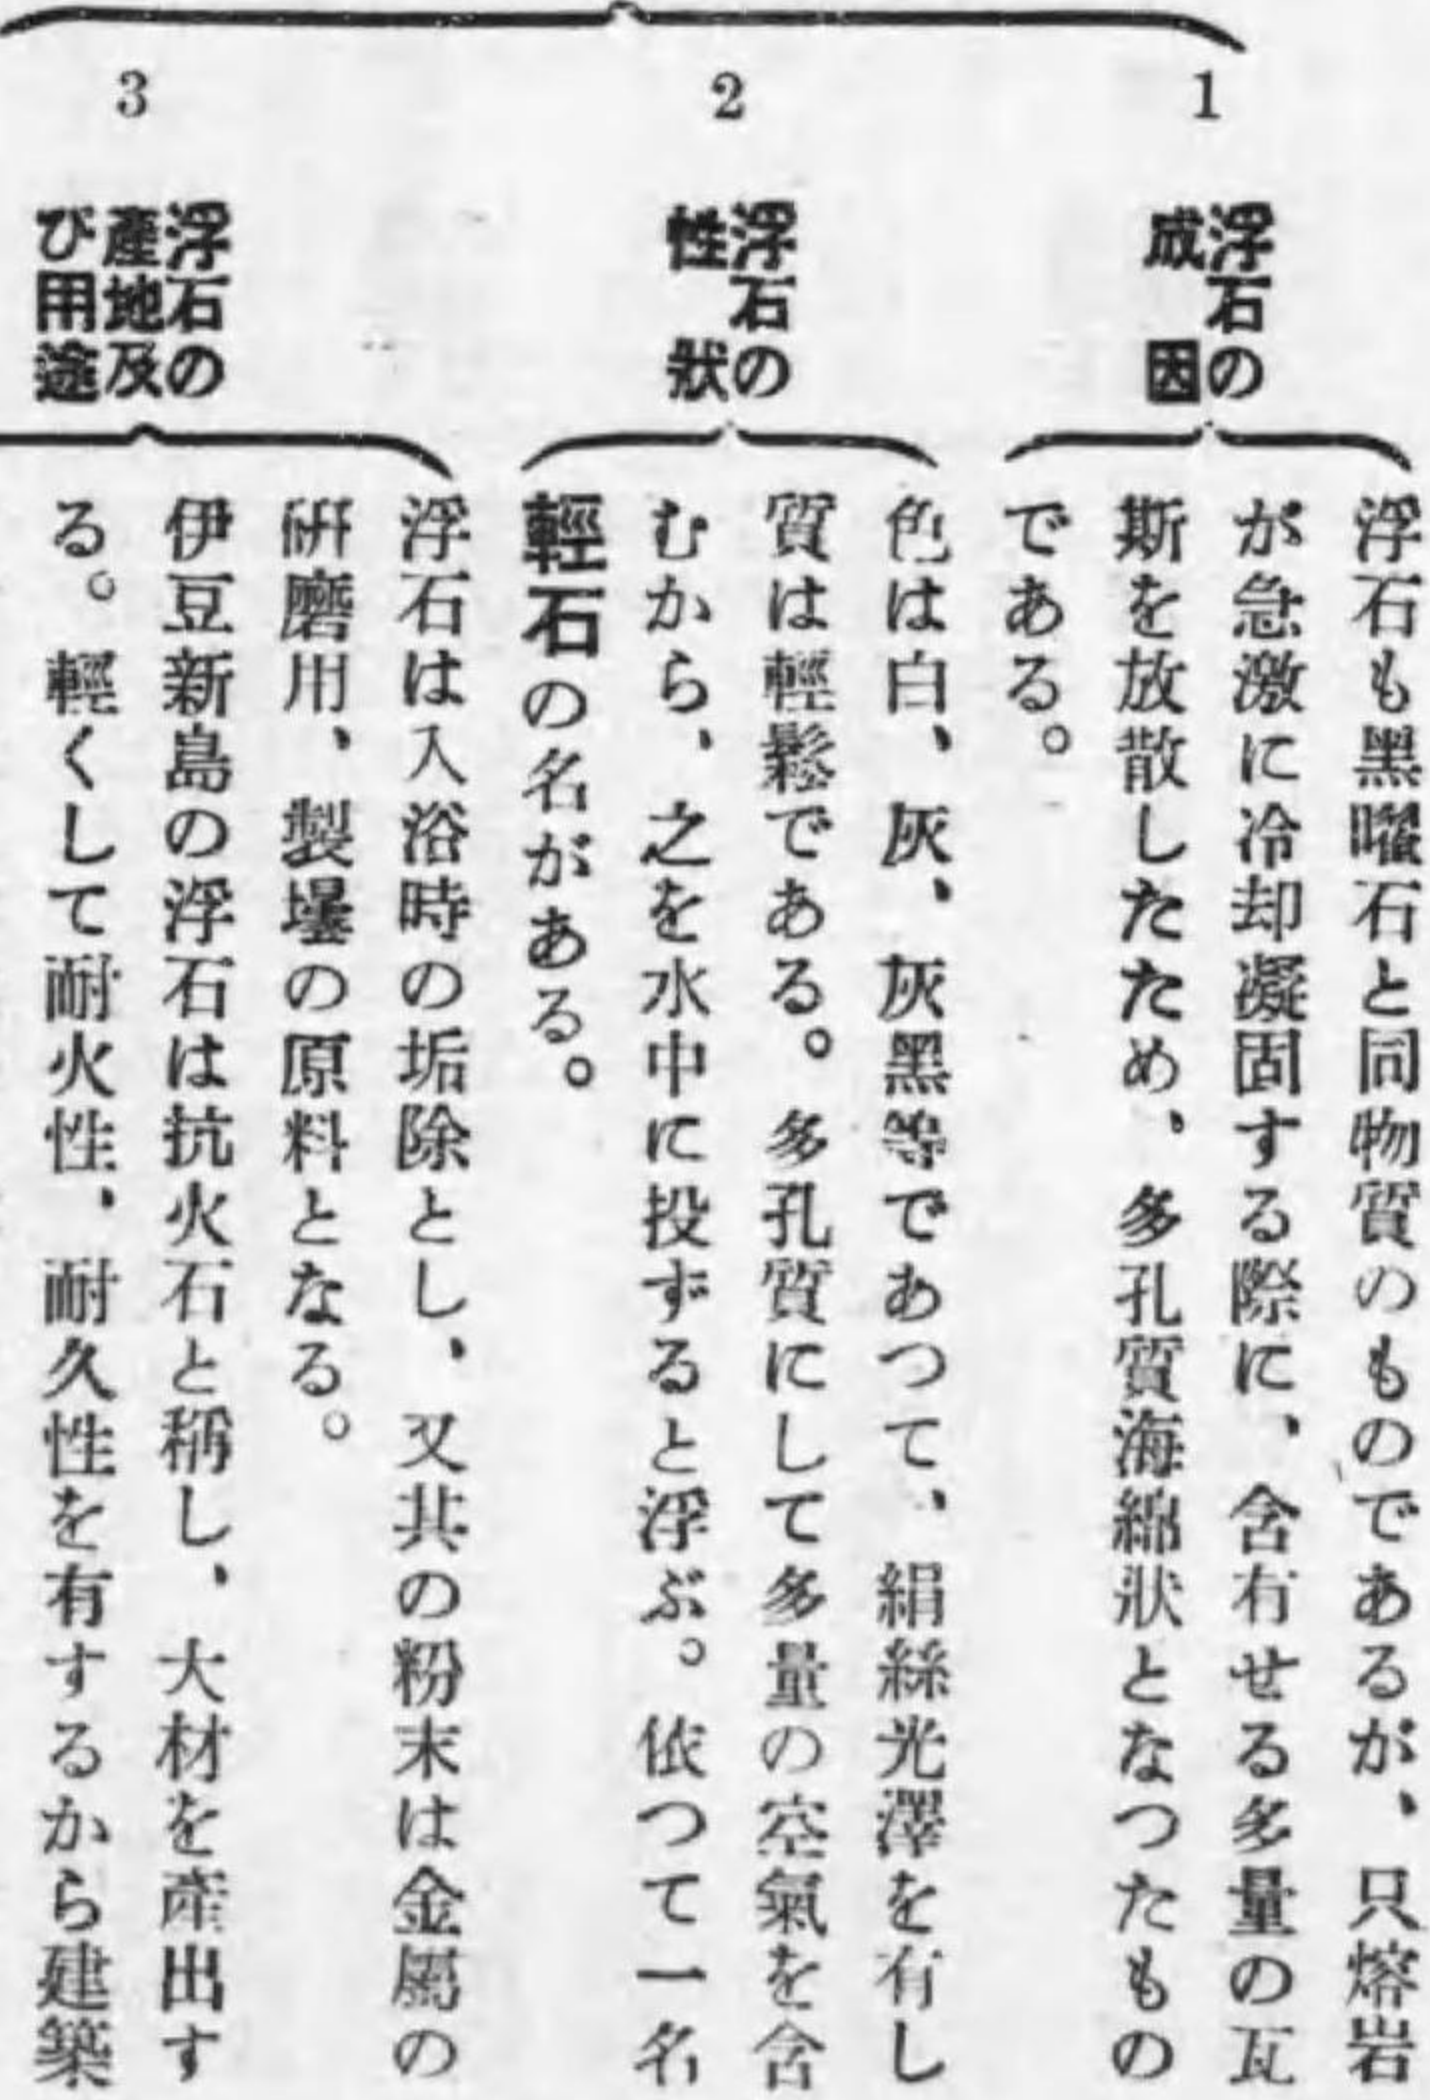 1
浮石の
成因
浮石も黑曜石と同物質のものであるが、只熔岩
が急激に冷却凝固する際に、含有せる多量の瓦
斯を放散したため、多孔質海綿狀となつたもの
である。
2
浮石の
性狀
色は白、灰、灰黑等であつて、絹絲光澤を有し
質は輕鬆である。多孔質にして多量の空氣を含
むから、之を水中に投ずると浮ぶ。依つて一名
輕石の名がある。
3
浮石の
產地及
び用途
浮石は入浴時の垢除とし、又其の粉末は金屬の
硏磨用、製壜の原料となる。
伊豆新島の浮石は抗火石と稱し、大材を產出す
る。輕くして耐火性、耐久性を有するから建築